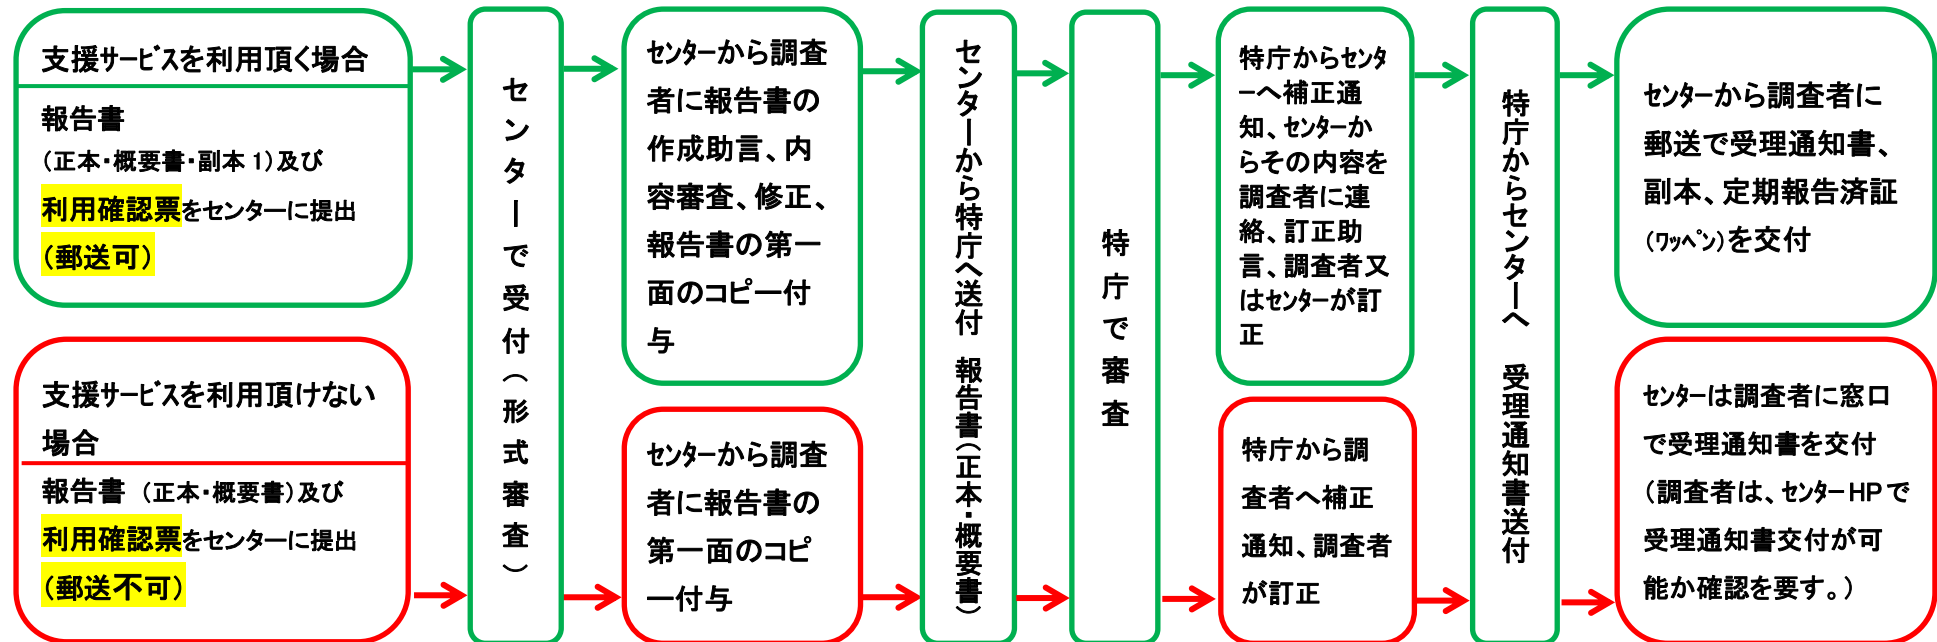 支援サービスを利用頂く場合
報告書
（正本・概要書・副本1）及び
利用確認票をセンターに提出
（郵送可）
支援サービスを利用頂けない
場合
報告書（正本・概要書）及び
利用確認票をセンターに提出
（郵送不可）
センターで受付（形式審査）
センターから調査
者に報告書の
作成助言、内
容審査、修正、
報告書の第一
面のコピー付
与
センターから調査
者に報告書の
第一面のコピ
ー付与
センターから特庁へ送付 報告書（正本・概要書）
特庁で審査
特庁からセンタ
ーへ補正通
知、センターか
らその内容を
調査者に連
絡、訂正助
言、調査者又
はセンターが訂
正
特庁から調
査者へ補正
通知、調査者
が訂正
特庁からセンターへ 受理通知書送付
センターから調査者に
郵送で受理通知書、
副本、定期報告済証
（ワッペン）を交付
センターは調査者に窓口
で受理通知書を交付
（調査者は、センターHPで
受理通知書交付が可
能か確認を要す。）